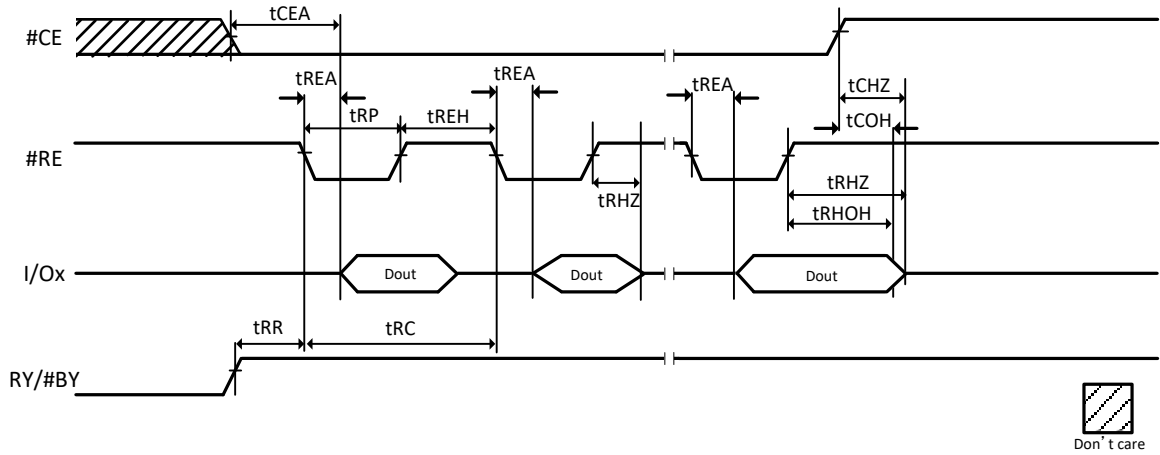 tCEA
#CE
tREA
tREA
tREA
tCHZ
tRP
tREH
tCOH
#RE
tRHZ
tRHZ
tRHOH
I/Ox
Dout
Dout
Dout
tRR
tRC
RY/#BY
Don’t care